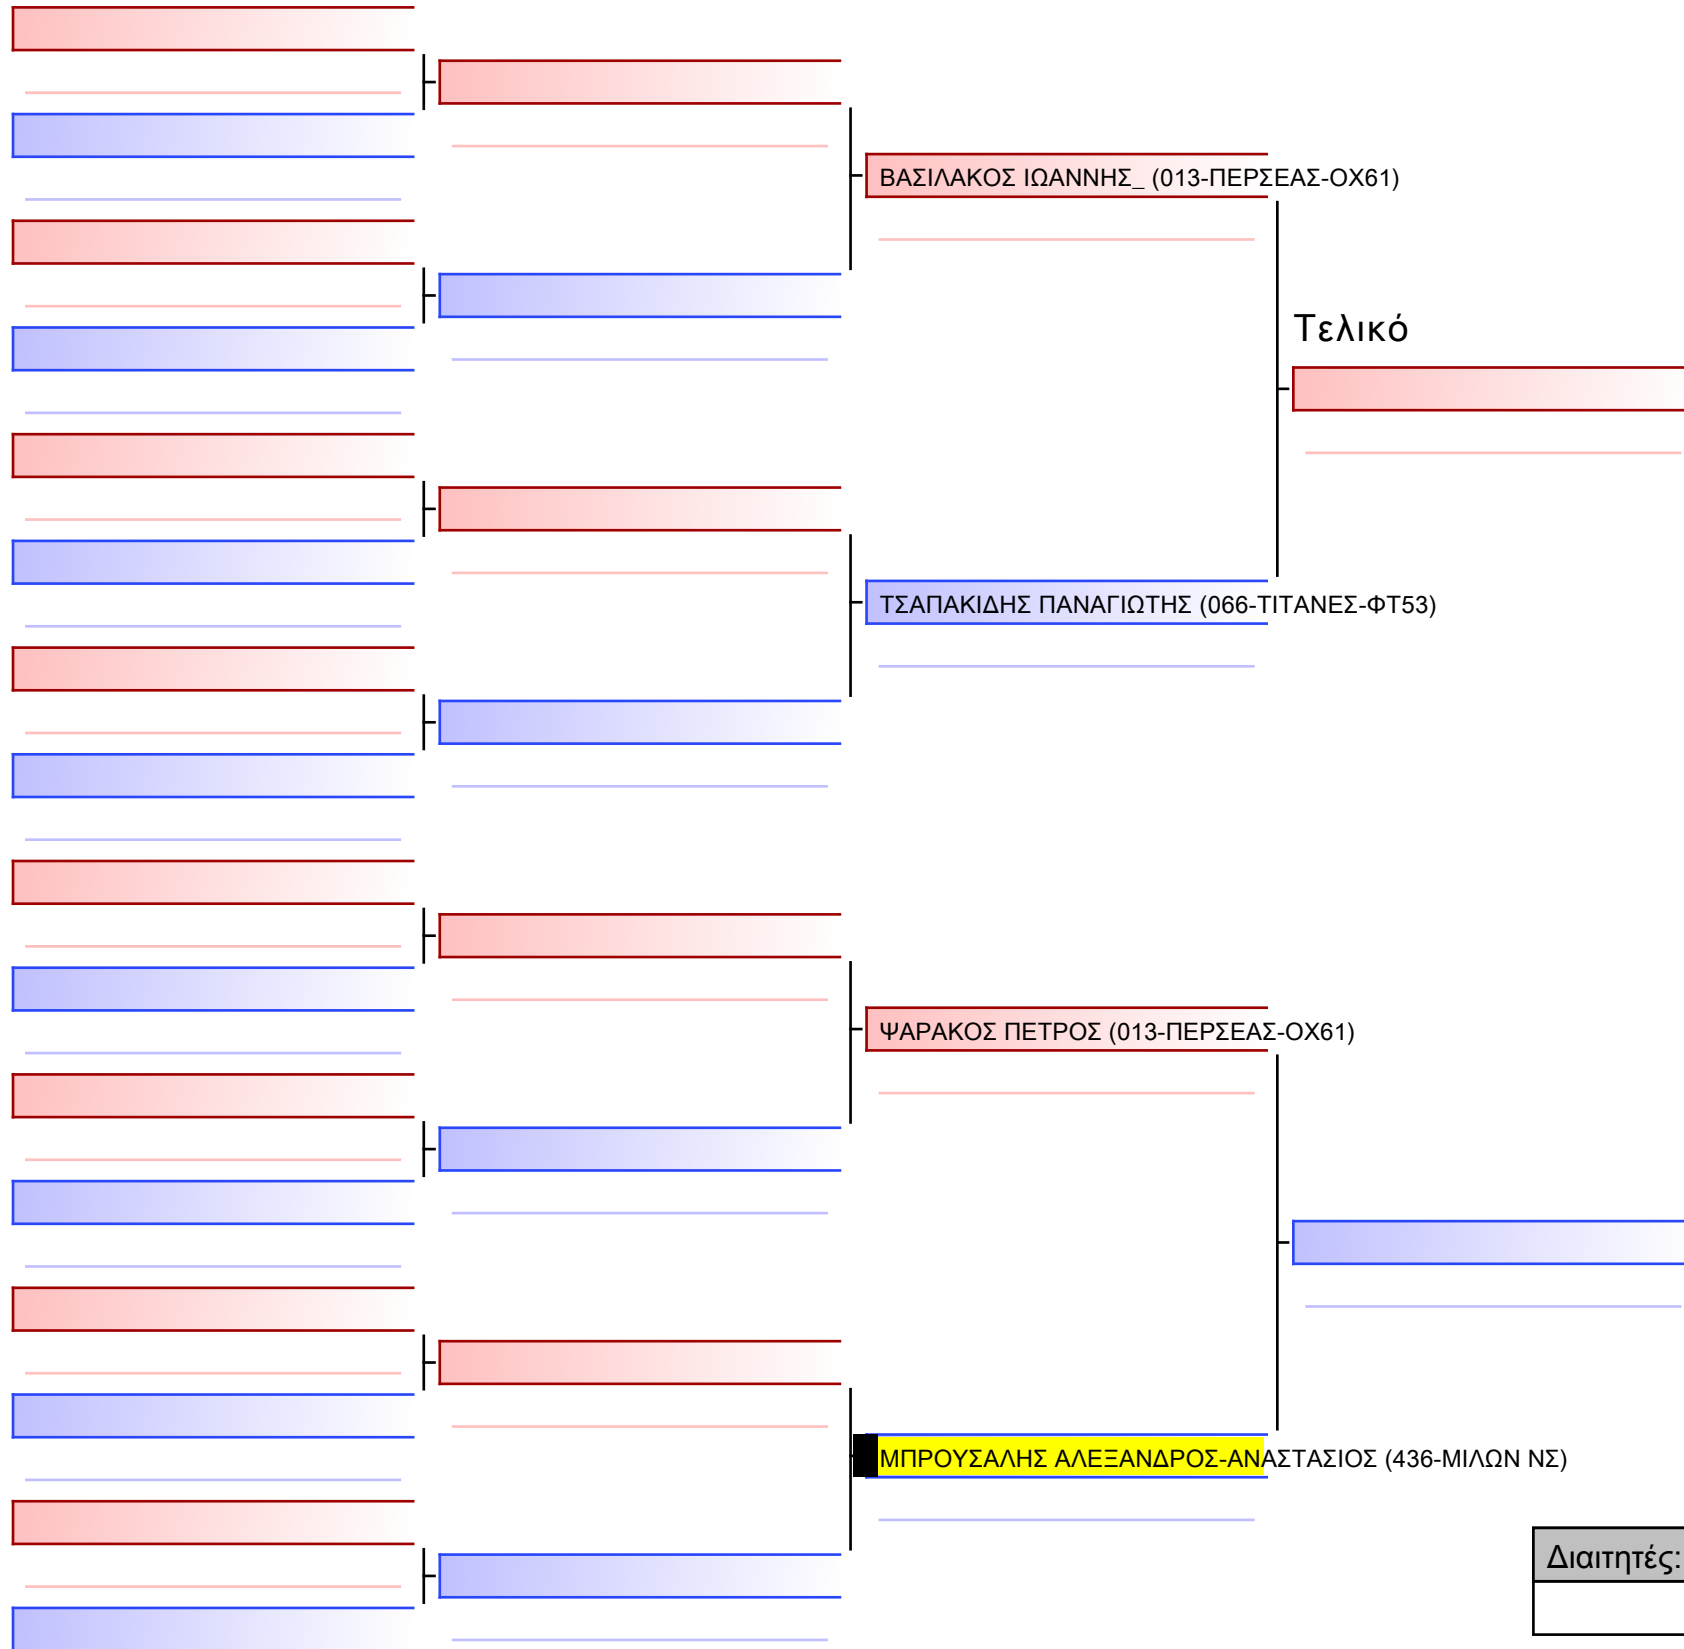 ΒΑΣΙΛΑΚΟΣ ΙΩΑΝΝΗΣ_ (013-ΠΕΡΣΕΑΣ-ΟΧ61)
Τελικό
ΤΣΑΠΑΚΙΔΗΣ ΠΑΝΑΓΙΩΤΗΣ (066-ΤΙΤΑΝΕΣ-ΦΤ53)
ΨΑΡΑΚΟΣ ΠΕΤΡΟΣ (013-ΠΕΡΣΕΑΣ-ΟΧ61)
ΜΠΡΟΥΣΑΛΗΣ ΑΛΕΞΑΝΔΡΟΣ-ΑΝΑΣΤΑΣΙΟΣ (436-ΜΙΛΩΝ ΝΣ)
Διαιτητές: